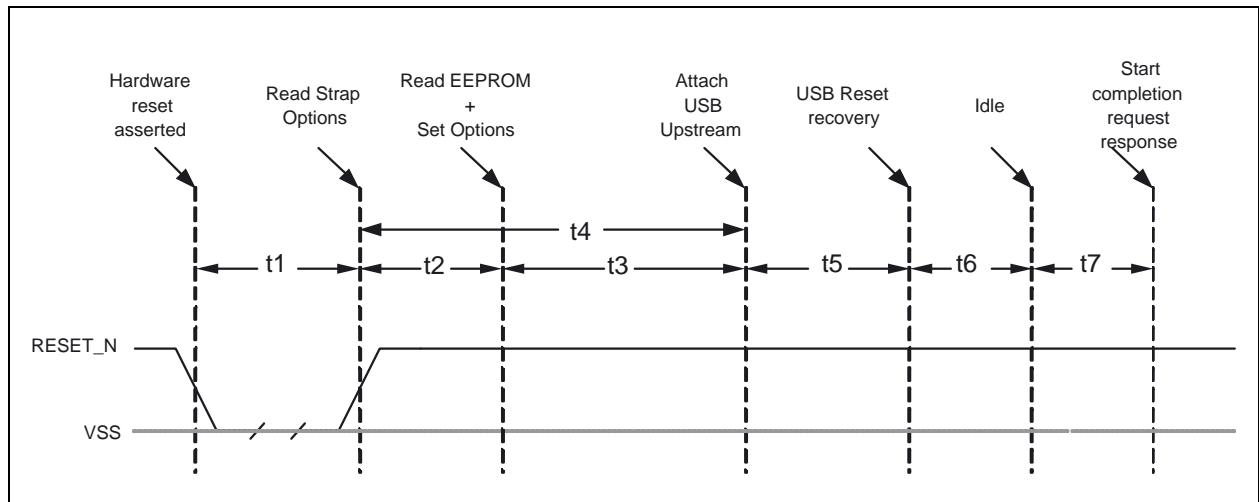 Hardware
reset
asserted
Read Strap
Options
Read EEPROM
+
Set Options
Attach
USB
Upstream
USB Reset
recovery
Idle
Start
completion
request
response
t4
t1
t2
t3
t5
t6
t7
RESET_N
VSS